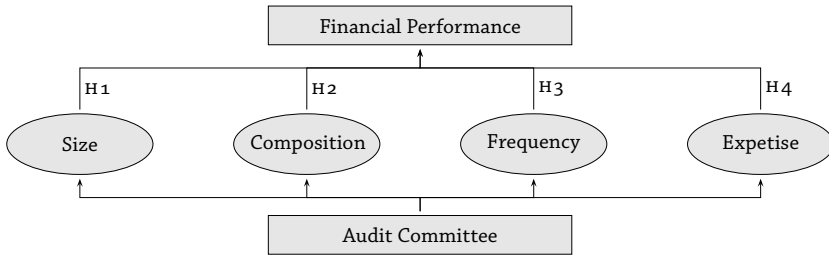 Financial Performance
H1 H2 H3 H4
Size Composition Frequency Expetise
Audit Committee